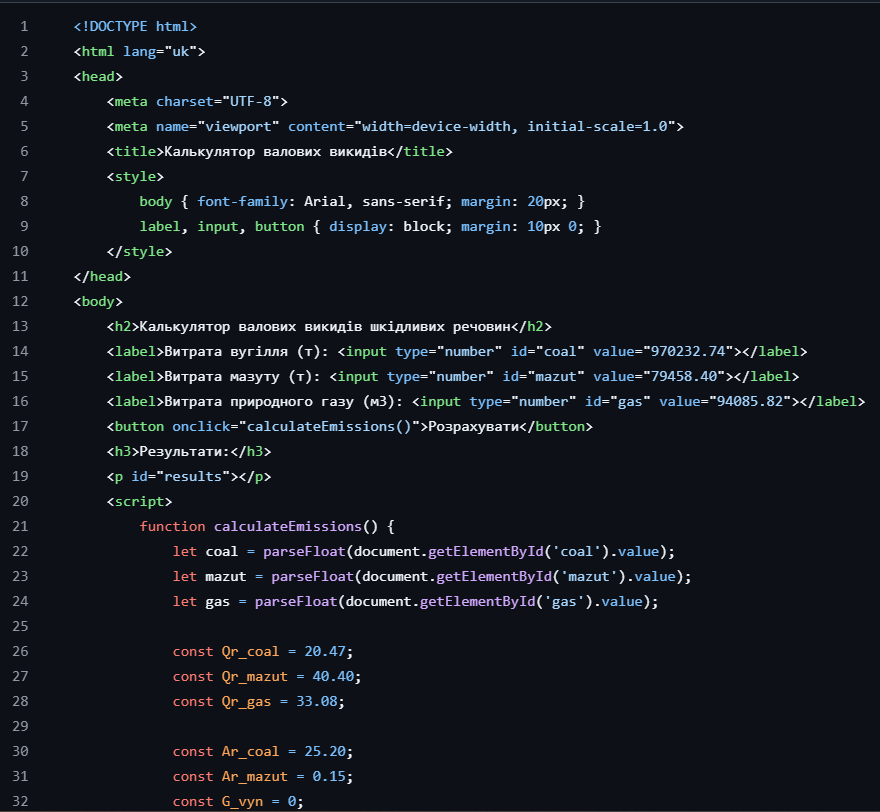 1 <!DOCTYPE html>
2 <html lang="uk">
3 <head>
4 <meta charset="UTF-8">
5 <meta name="viewport" content="width=device-width, initial-scale=1.0">
6 <title>Калькулятор валових викидів</title>
7 <style>
8 body { font-family: Arial, sans-serif; margin: 20px; }
9 label, input, button { display: block; margin: 10px 0; }
10 </style>
11 </head>
12 <body>
13 <h2>Калькулятор валових викидів шкідливих речовин</h2>
14 <label>Витрата вугілля (т): <input type="number" id="coal" value="970232.74"></label>
15 <label>Витрата мазуту (т): <input type="number" id="mazut" value="79458.40"></label>
16 <label>Витрата природного газу (м3): <input type="number" id="gas" value="94085.82"></label>
17 <button onclick="calculateEmissions()">Розрахувати</button>
18 <h3>Результати:</h3>
19 <p id="results"></p>
20 <script>
21 function calculateEmissions() {
22 let coal = parseFloat(document.getElementById('coal').value);
23 let mazut = parseFloat(document.getElementById('mazut').value);
24 let gas = parseFloat(document.getElementById('gas').value);
25
26 const Qr_coal = 20.47;
27 const Qr_mazut = 40.40;
28 const Qr_gas = 33.08;
29
30 const Ar_coal = 25.20;
31 const Ar_mazut = 0.15;
32 const G_vyn = 0;